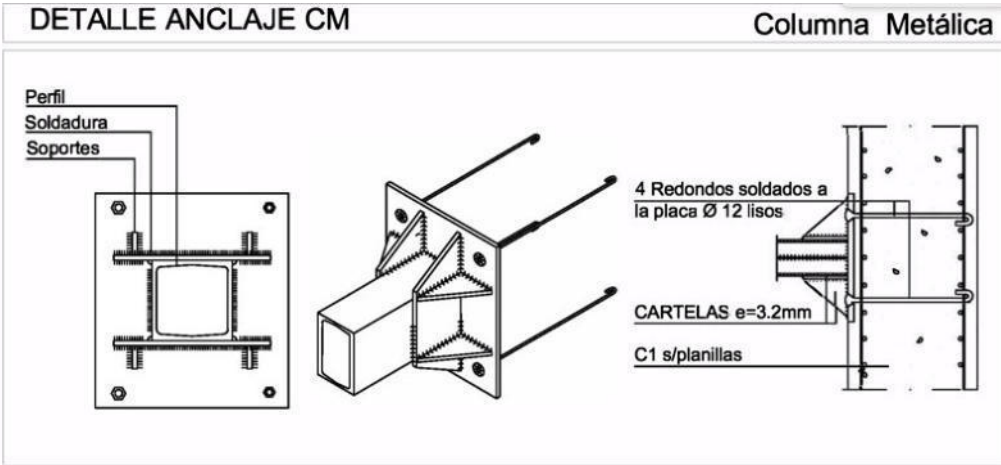 DETALLE ANCLAJE CM
Columna Metálica
Perfil
Soldadura
Soportes
4 Redondos soldados a
la placa Ø 12 lisos
CARTELAS e=3.2mm
C1 s/planillas